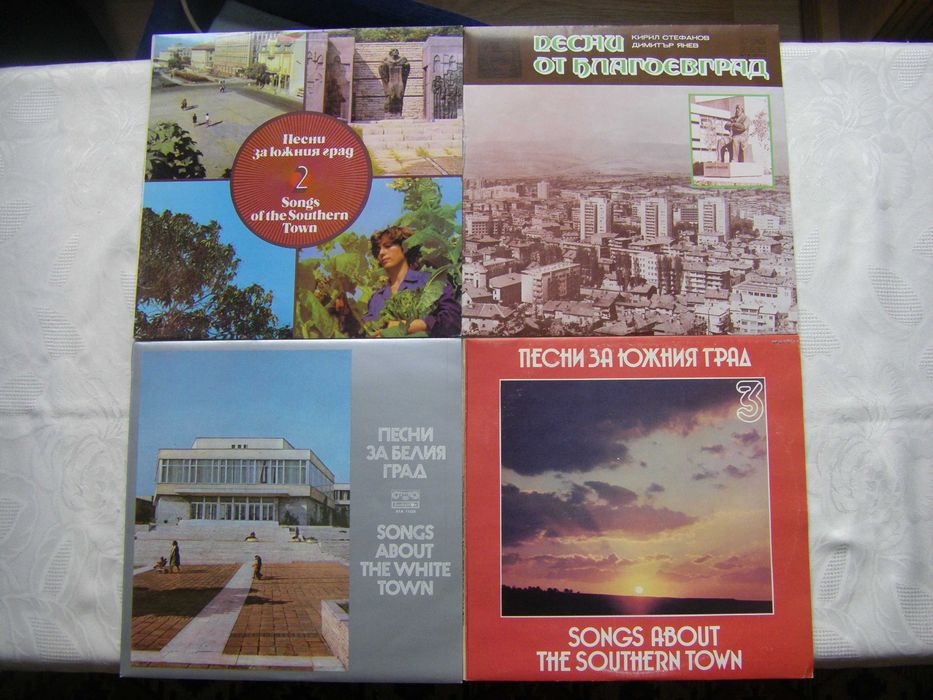 Песни
за южния град
2
Songs
of the Southern
Town
ПЕСНИ
ОТ БЛАГОЕВГРАД
КИРИЛ СТЕФАНОВ
ДИМИТЪР ЯНЕВ
ПЕСНИ
ЗА БЕЛИЯ
ГРАД
SONGS
ABOUT
THE WHITE
TOWN
ПЕСНИ ЗА ЮЖНИЯ ГРАД
3
SONGS ABOUT
THE SOUTHERN TOWN